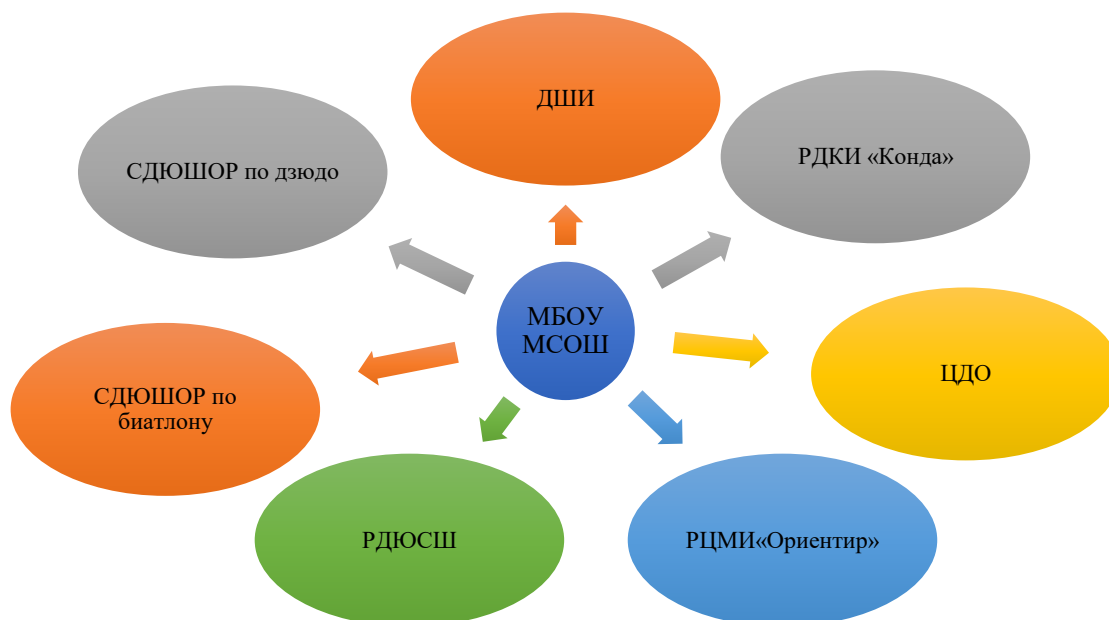 ДШИ
РДКИ «Конда»
СДЮШОР по дзюдо
МБОУ
МСОШ
ЦДО
СДЮШОР по
биатлону
РДЮСШ
РЦМИ«Ориентир»